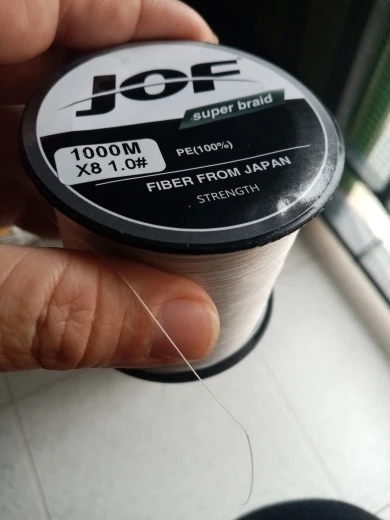 JOF
super braid
1000M
X8 1.0#
PE(100%)
FIBER FROM JAPAN
STRENGTH